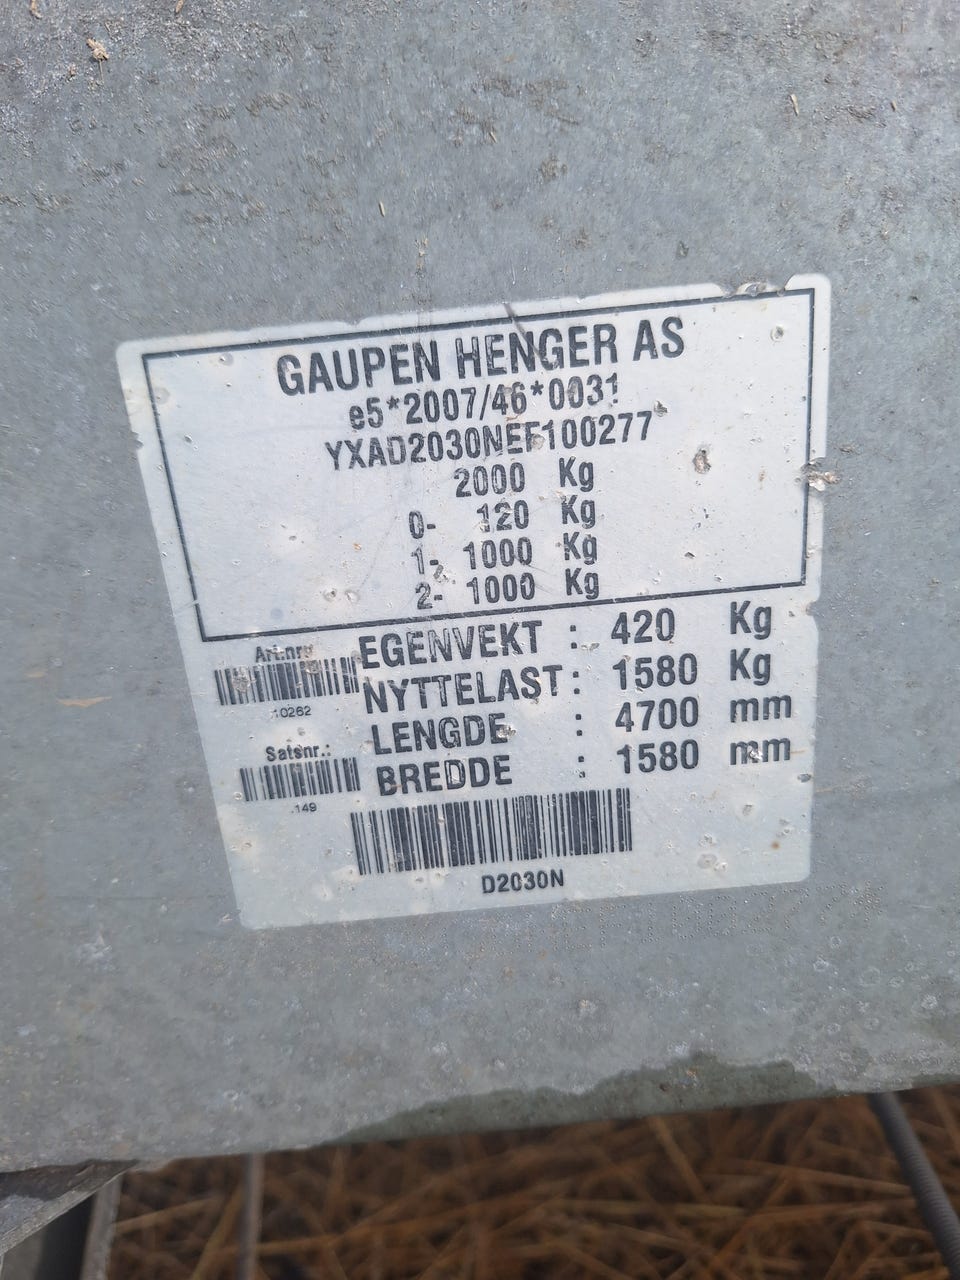 GAUPEN HENGER AS
e5*2007/46*0031
YXAD2030NEF100277
2000 Kg
0- 120 Kg
1- 1000 Kg
2- 1000 Kg
EGENVEKT : 420 Kg
NYTTELAST : 1580 Kg
LENGDE : 4700 mm
BREDDE : 1580 mm
Art.nr.:
10262
Satsnr.:
149
D2030N